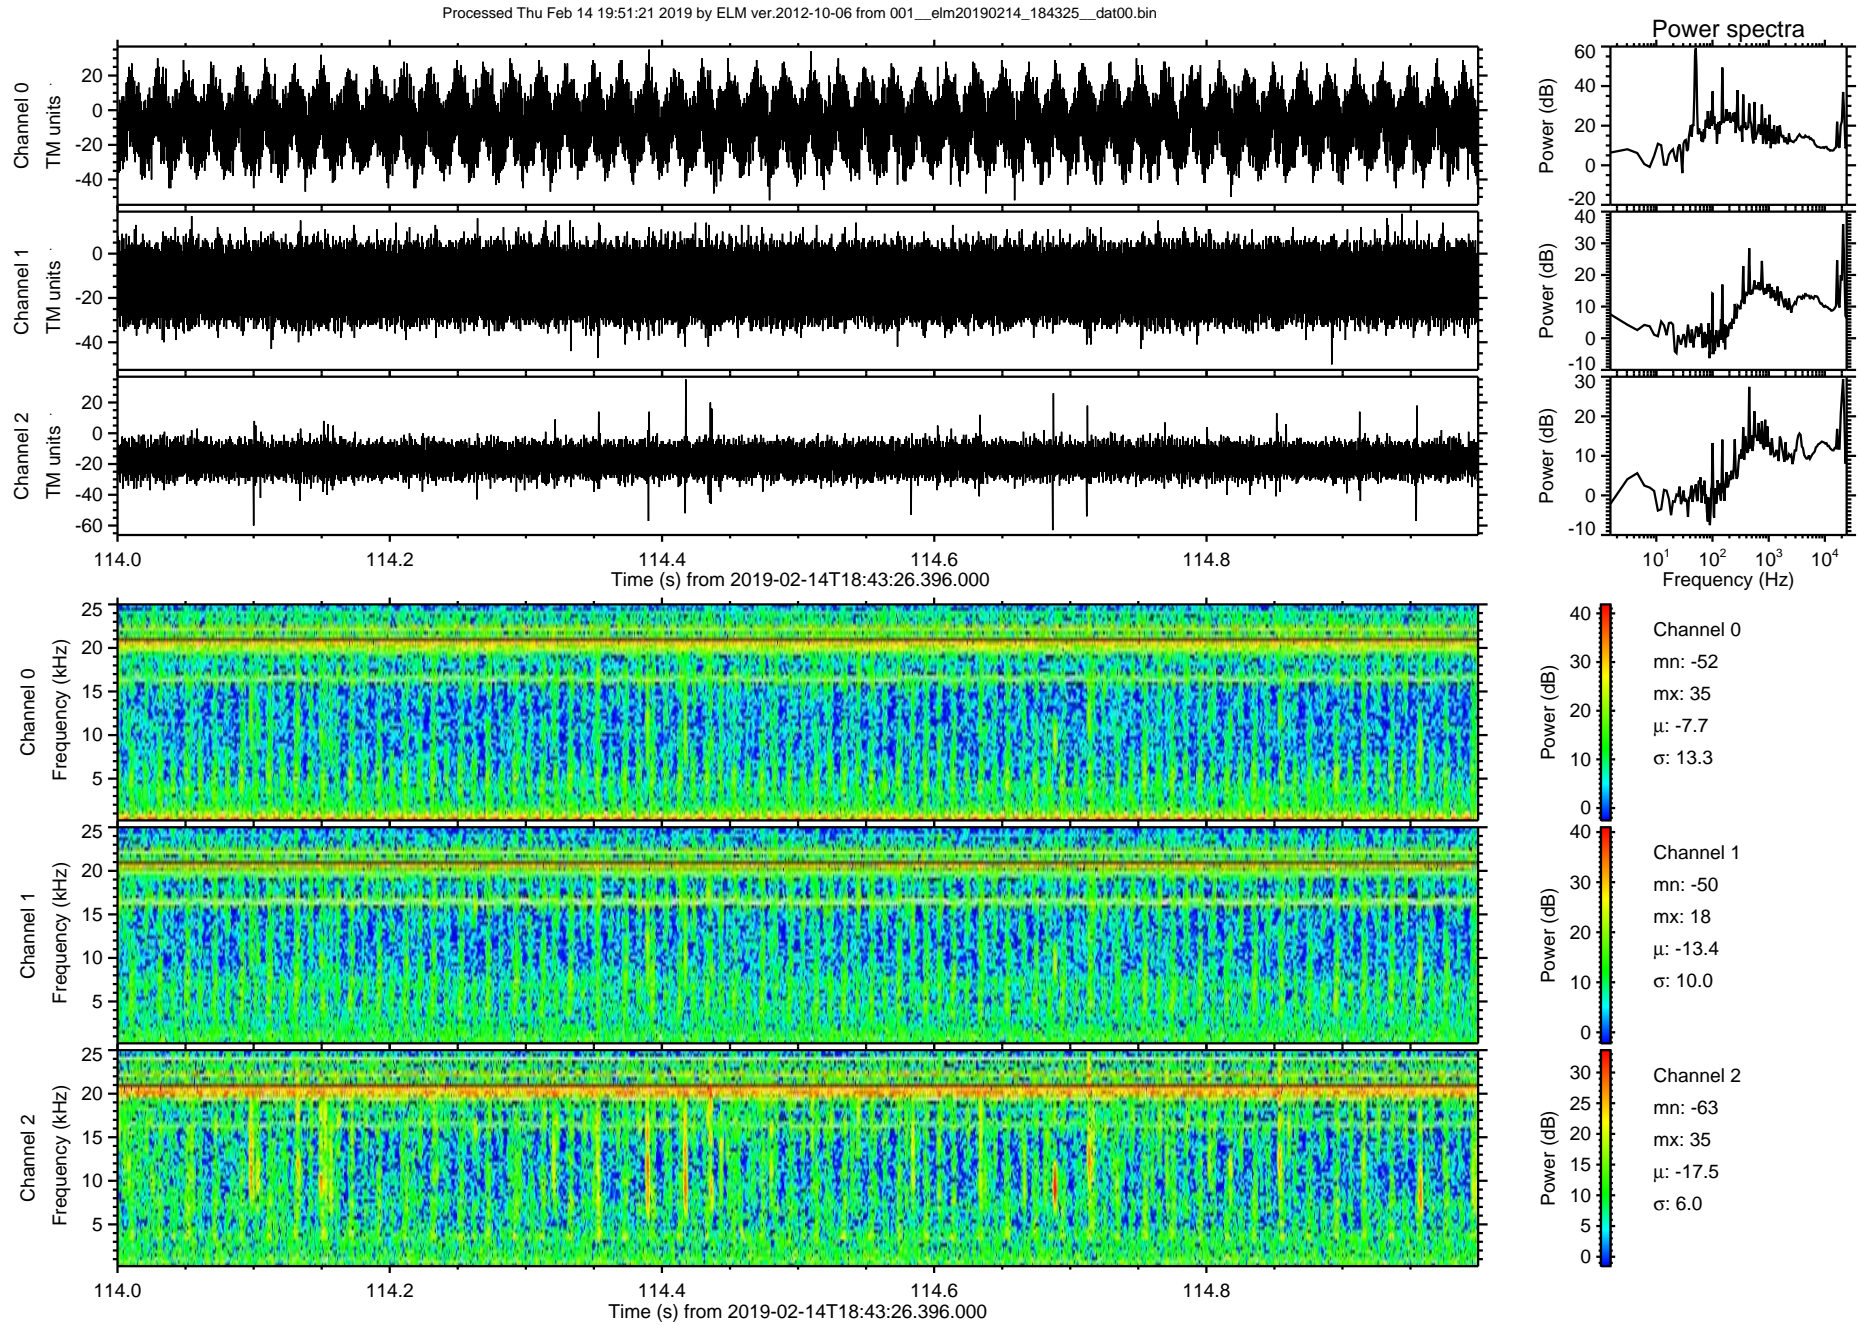 Processed Thu Feb 14 19:51:21 2019 by ELM ver.2012-10-06 from 001__elm20190214_184325__dat00.bin
Power spectra
Channel 0
TM units
20
0
-20
-40
Power (dB)
60
40
20
0
-20
Channel 1
TM units
0
-20
-40
Power (dB)
40
30
20
10
0
-10
Channel 2
TM units
20
0
-20
-40
-60
Power (dB)
30
20
10
0
-10
114.0 114.2 114.4 114.6 114.8
Time (s) from 2019-02-14T18:43:26.396.000
10^1 10^2 10^3 10^4
Frequency (Hz)
Channel 0
Frequency (kHz)
25
20
15
10
5
Power (dB)
40
30
20
10
0
Channel 0
mn: -52
mx: 35
μ: -7.7
σ: 13.3
Channel 1
Frequency (kHz)
25
20
15
10
5
Power (dB)
40
30
20
10
0
Channel 1
mn: -50
mx: 18
μ: -13.4
σ: 10.0
Channel 2
Frequency (kHz)
25
20
15
10
5
Power (dB)
30
25
20
15
10
5
0
Channel 2
mn: -63
mx: 35
μ: -17.5
σ: 6.0
114.0 114.2 114.4 114.6 114.8
Time (s) from 2019-02-14T18:43:26.396.000